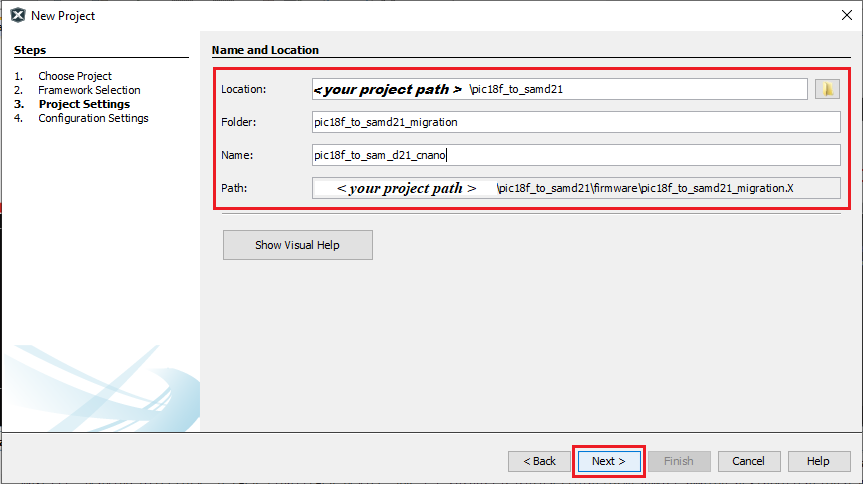 New Project
Steps
1. Choose Project
2. Framework Selection
3. Project Settings
4. Configuration Settings
Name and Location
Location: <your project path > \pic18f_to_samd21
Folder: pic18f_to_samd21_migration
Name: pic18f_to_sam_d21_cnano
Path: < your project path > \pic18f_to_samd21\firmware\pic18f_to_samd21_migration.X
Show Visual Help
< Back Next > Finish Cancel Help